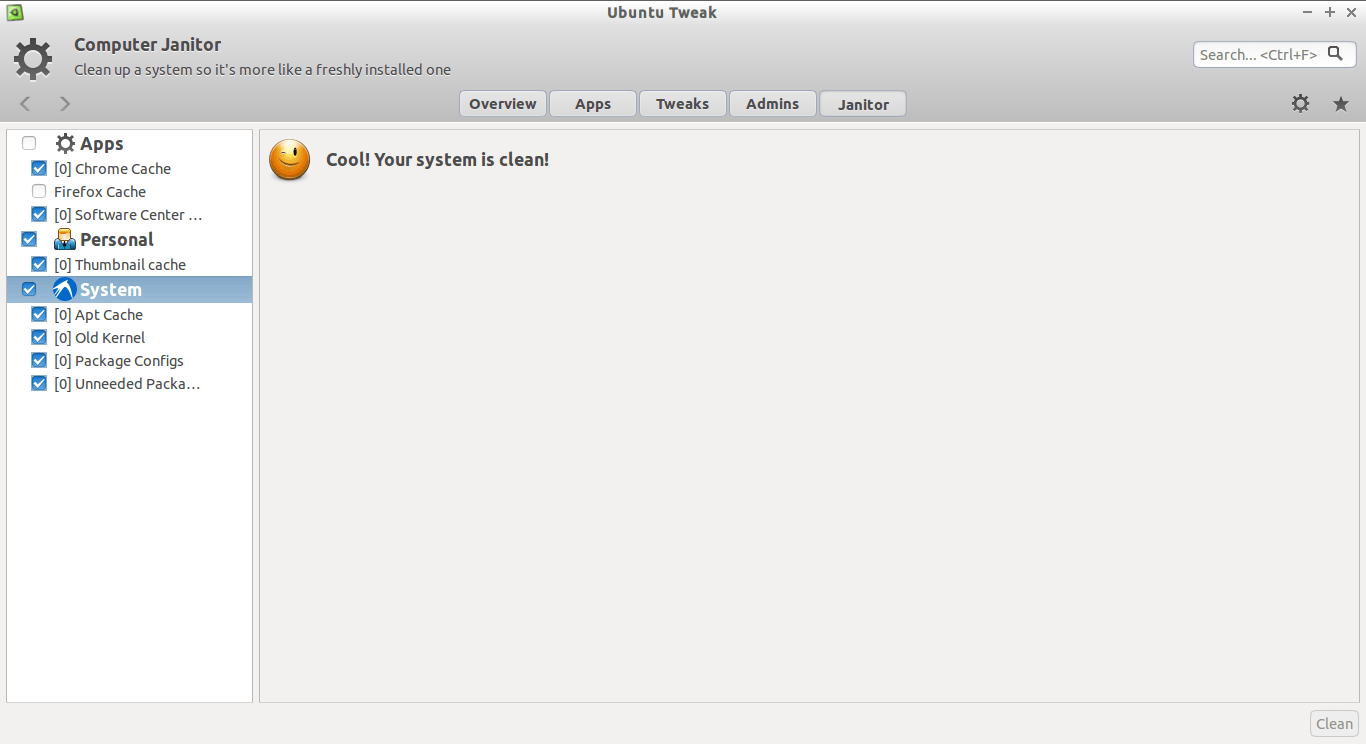 Ubuntu Tweak
Computer Janitor
Clean up a system so it's more like a freshly installed one
Search... <Ctrl+F>
Overview
Apps
Tweaks
Admins
Janitor
Apps
[0] Chrome Cache
Firefox Cache
[0] Software Center ...
Personal
[0] Thumbnail cache
System
[0] Apt Cache
[0] Old Kernel
[0] Package Configs
[0] Unneeded Packa...
Cool! Your system is clean!
Clean